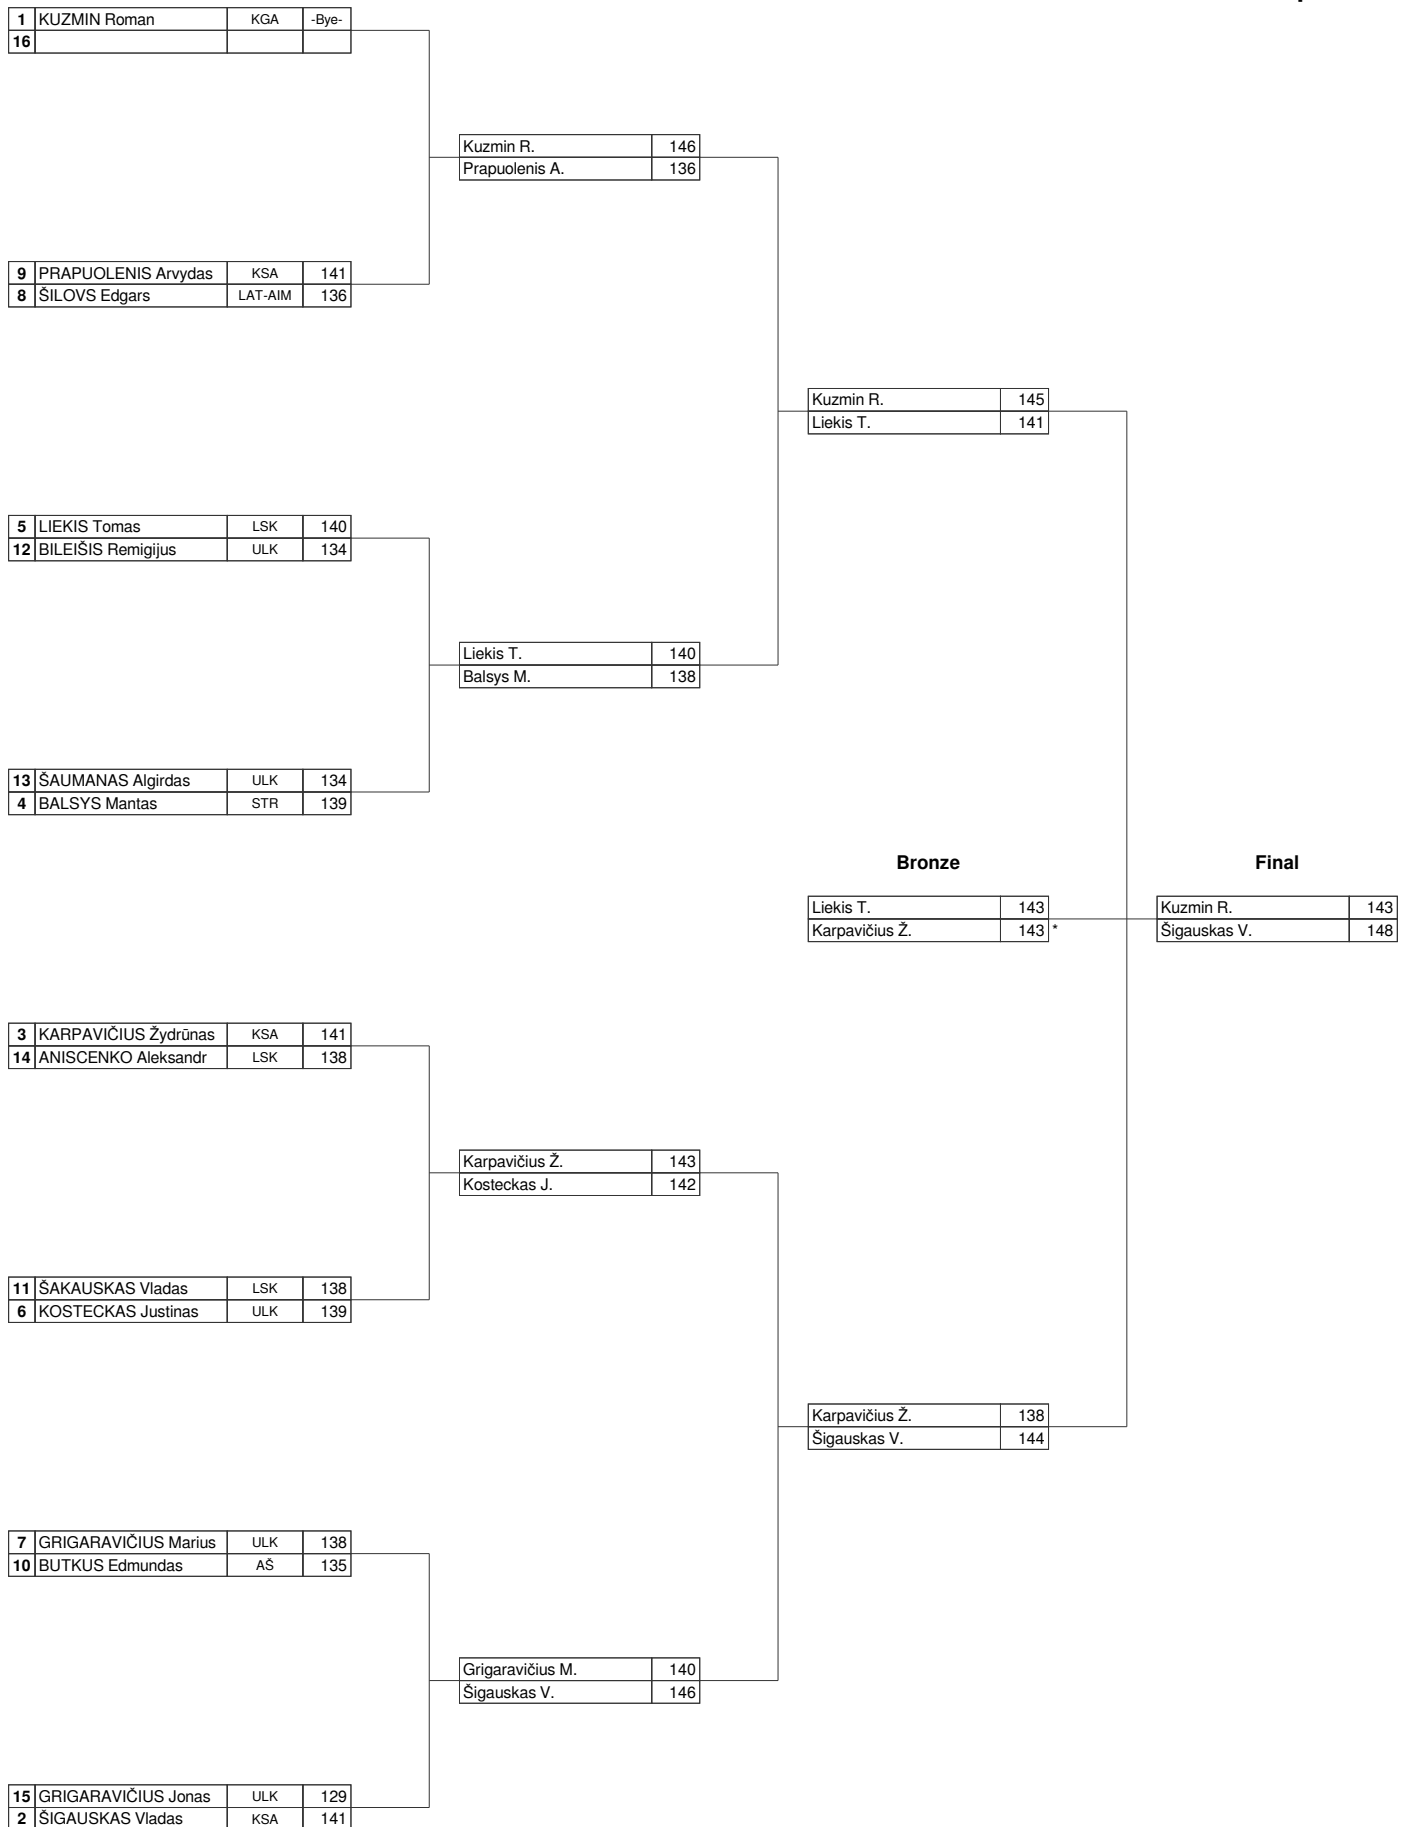 1 KUZMIN Roman KGA -Bye-
16
Kuzmin R. 146
Prapuolenis A. 136
9 PRAPUOLENIS Arvydas KSA 141
8 ŠILOVS Edgars LAT-AIM 136
Kuzmin R. 145
Liekis T. 141
5 LIEKIS Tomas LSK 140
12 BILEIŠIS Remigijus ULK 134
Liekis T. 140
Balsys M. 138
13 ŠAUMANAS Algirdas ULK 134
4 BALSYS Mantas STR 139
Bronze Final
Liekis T. 143 Kuzmin R. 143
Karpavičius Ž. 143 * Šigauskas V. 148
3 KARPAVIČIUS Žydrūnas KSA 141
14 ANISCENKO Aleksandr LSK 138
Karpavičius Ž. 143
Kosteckas J. 142
11 ŠAKAUSKAS Vladas LSK 138
6 KOSTECKAS Justinas ULK 139
Karpavičius Ž. 138
Šigauskas V. 144
7 GRIGARAVIČIUS Marius ULK 138
10 BUTKUS Edmundas AŠ 135
Grigaravičius M. 140
Šigauskas V. 146
15 GRIGARAVIČIUS Jonas ULK 129
2 ŠIGAUSKAS Vladas KSA 141